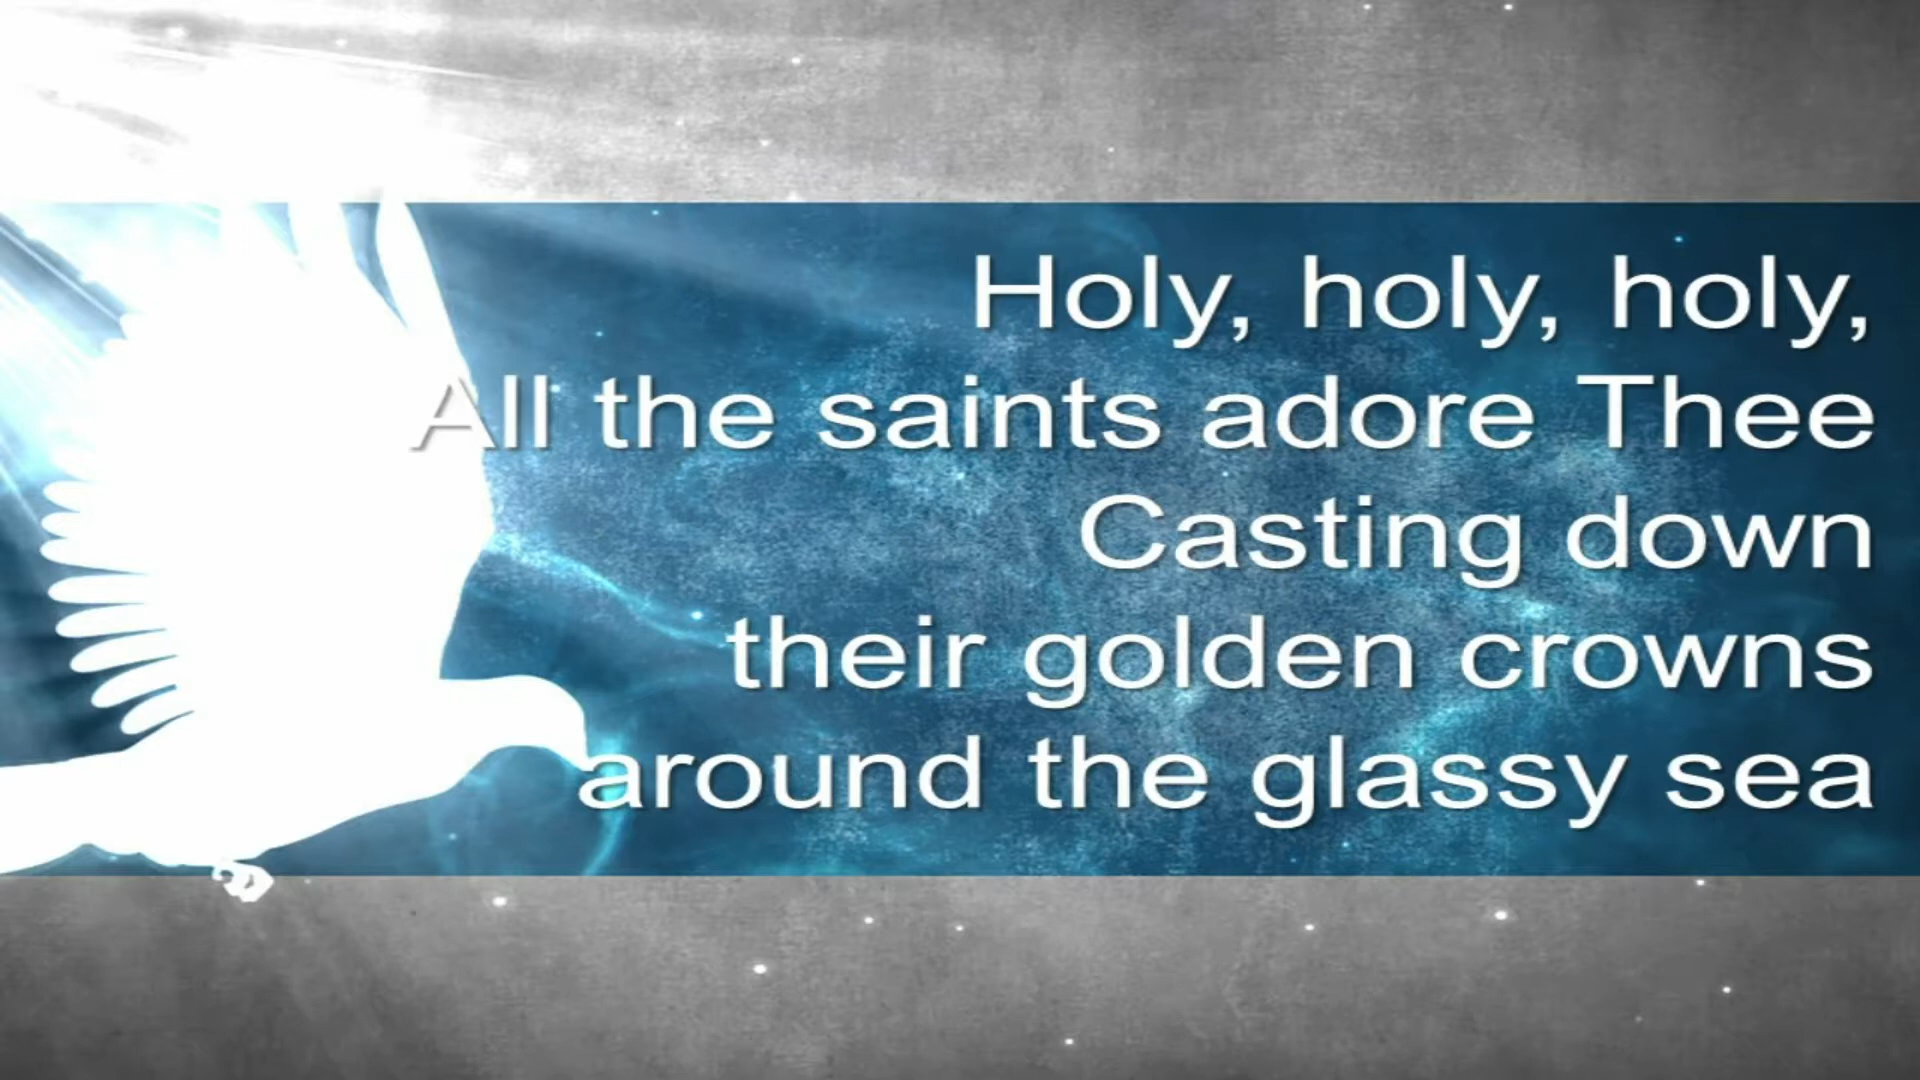 Holy, holy, holy,
All the saints adore Thee
Casting down
their golden crowns
around the glassy sea